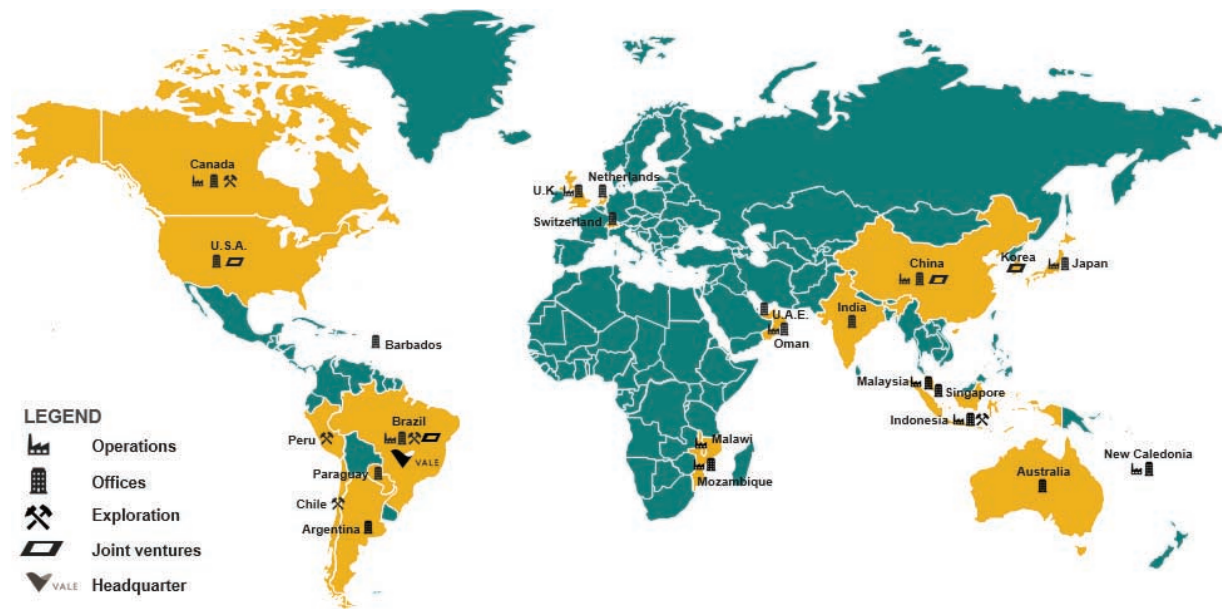 Canada
U.S.A.
Barbados
Brazil
VALE
Peru
Paraguay
Chile
Argentina
U.K.
Netherlands
Switzerland
China
Korea
Japan
India
U.A.E.
Oman
Malaysia
Singapore
Indonesia
Malawi
Mozambique
Australia
New Caledonia
LEGEND
Operations
Offices
Exploration
Joint ventures
VALE Headquarter